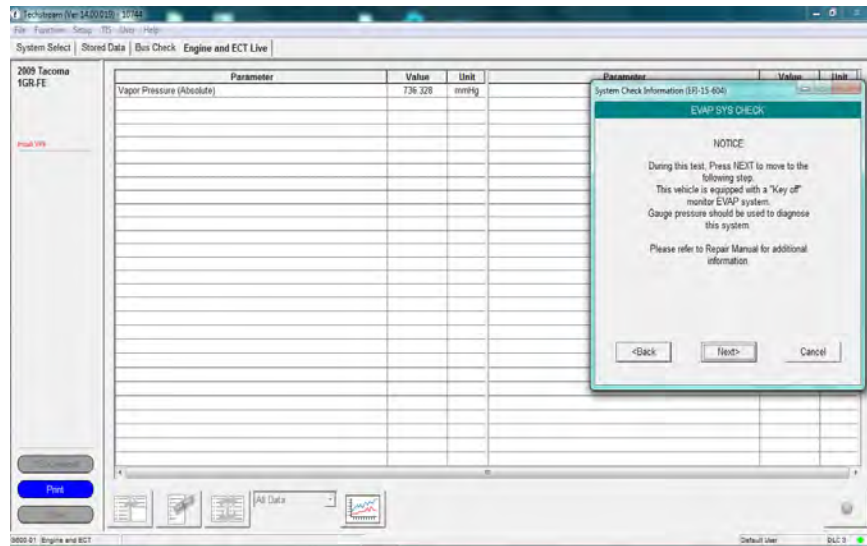 Techstream (Ver 14.00.019) - 10744
File Function Setup TIS User Help
System Select Stored Data Bus Check Engine and ECT Live
2009 Tacoma
1GR-FE
Parameter Value Unit Parameter Value Unit
Vapor Pressure (Absolute) 736.328 mmHg
System Check Information (EFI-15-604)
EVAP SYS CHECK
NOTICE
During this test, Press NEXT to move to the
following step.
This vehicle is equipped with a "Key off"
monitor EVAP system.
Gauge pressure should be used to diagnose
this system.
Please refer to Repair Manual for additional
information.
<Back Next> Cancel
Print
All Data
Engine and ECT Default User DLC 3